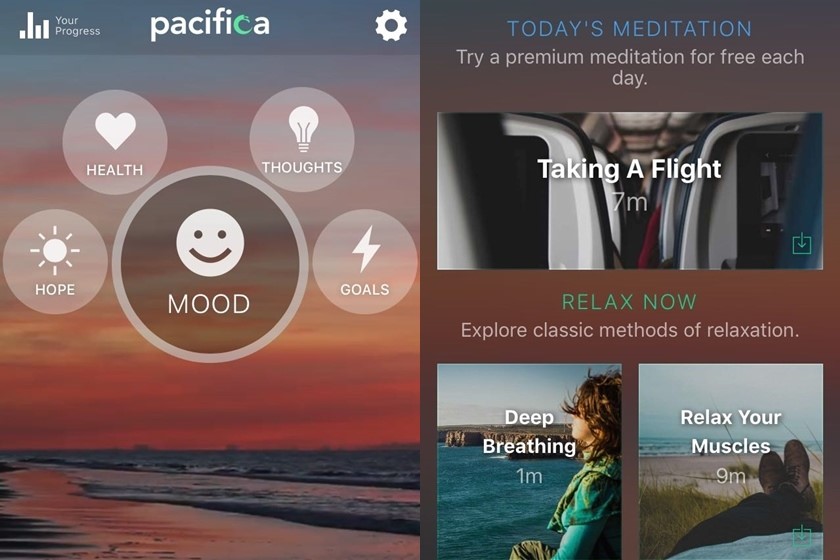 Your
Progress
pacifica
HEALTH
THOUGHTS
HOPE
MOOD
GOALS
TODAY'S MEDITATION
Try a premium meditation for free each
day.
Taking A Flight
7m
RELAX NOW
Explore classic methods of relaxation.
Deep
Breathing
1m
Relax Your
Muscles
9m